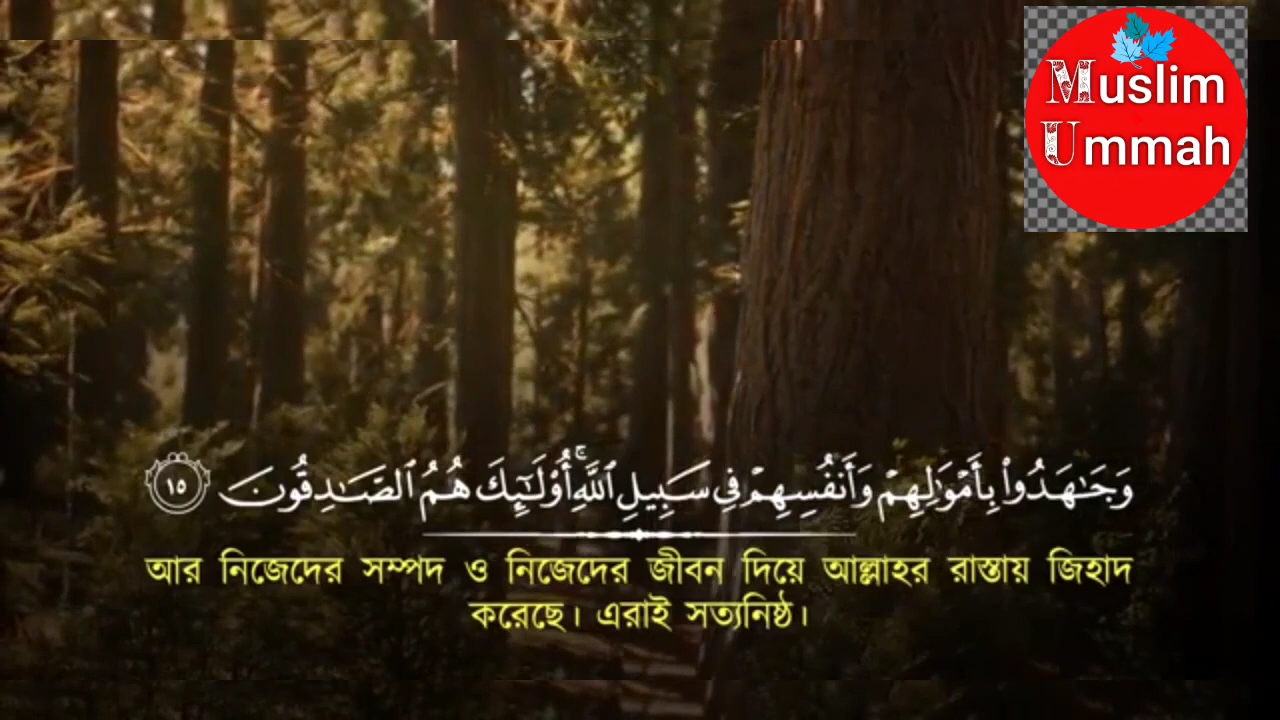 Muslim
Ummah
وَجَـٰهَدُوا۟ بِأَمْوَٰلِهِمْ وَأَنفُسِهِمْ فِى سَبِيلِ ٱللَّهِ ۚ أُو۟لَـٰٓئِكَ هُمُ ٱلصَّـٰدِقُونَ ١٥
আর নিজেদের সম্পদ ও নিজেদের জীবন দিয়ে আল্লাহর রাস্তায় জিহাদ
করেছে। এরাই সত্যনিষ্ঠ।